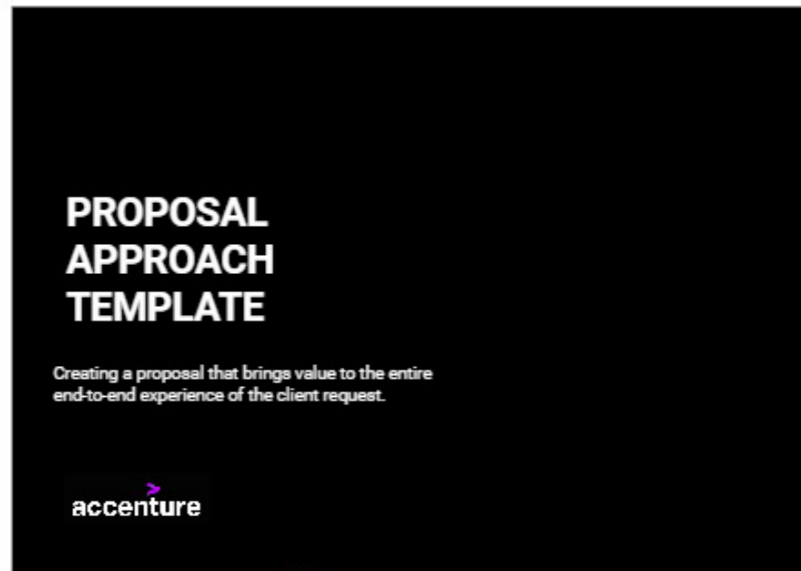 PROPOSAL
APPROACH
TEMPLATE
Creating a proposal that brings value to the entire
end-to-end experience of the client request.
accenture